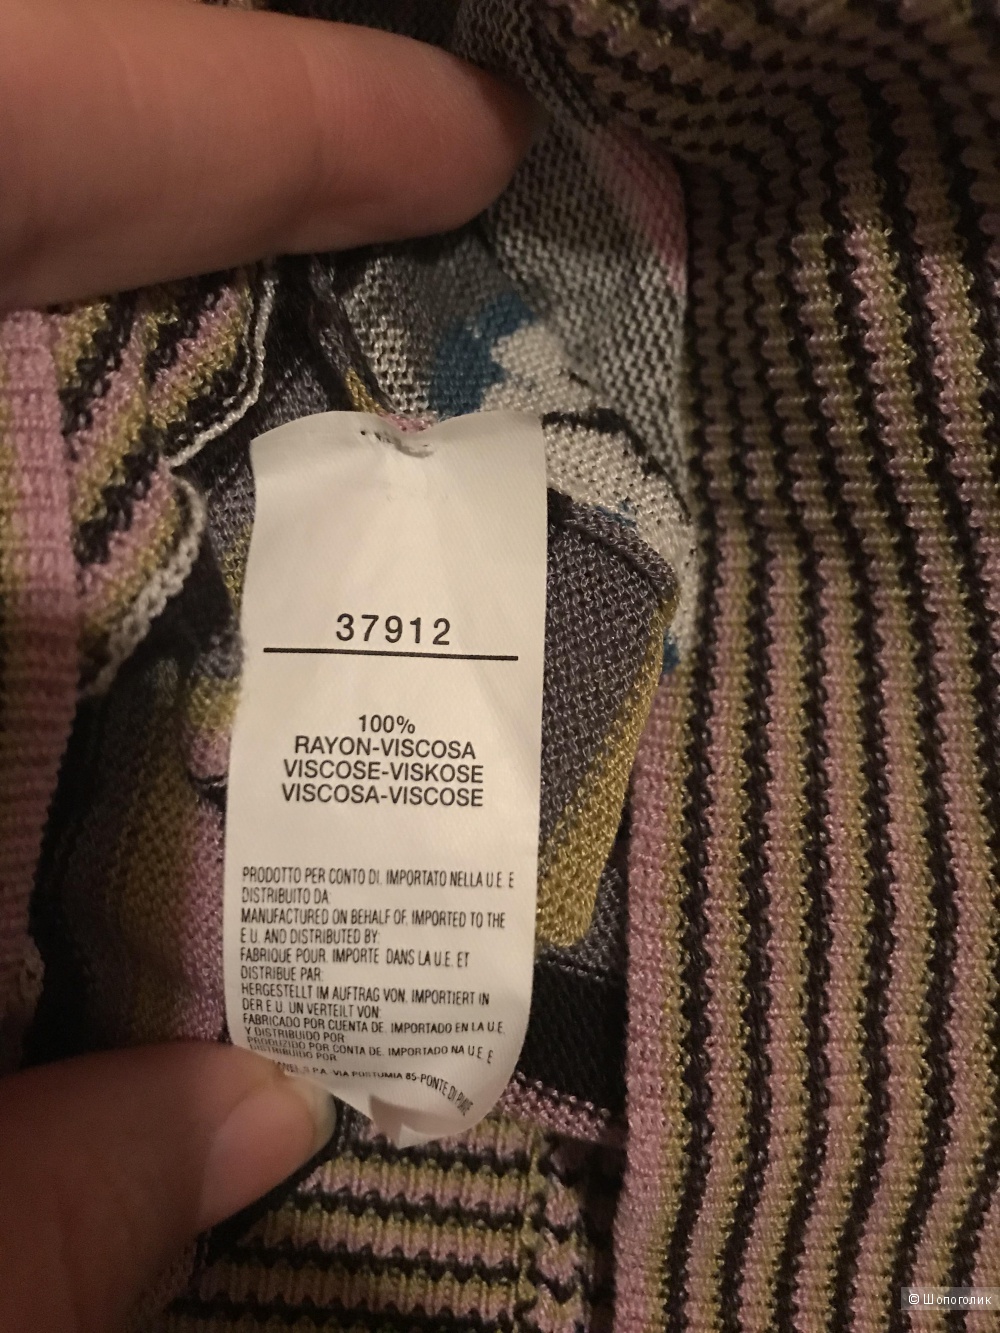 37912
100%
RAYON-VISCOSA
VISCOSE-VISKOSE
VISCOSA-VISCOSE
PRODOTTO PER CONTO DI, IMPORTATO NELLA U.E. E
DISTRIBUITO DA:
MANUFACTURED ON BEHALF OF, IMPORTED TO THE
E.U. AND DISTRIBUTED BY:
FABRIQUE POUR, IMPORTE DANS LA U.E. ET
DISTRIBUE PAR:
HERGESTELLT IM AUFTRAG VON, IMPORTIERT IN
DER E.U. UN VERTEILT VON:
FABRICADO POR CUENTA DE, IMPORTADO EN LA U.E.
Y DISTRIBUIDO POR
PRODUZIDO POR CONTA DE, IMPORTADO NA U.E. E
DISTRIBUIDO POR
S.P.A. VIA POSTUMIA 85-PONTE DI PIAVE
© Шопоголик